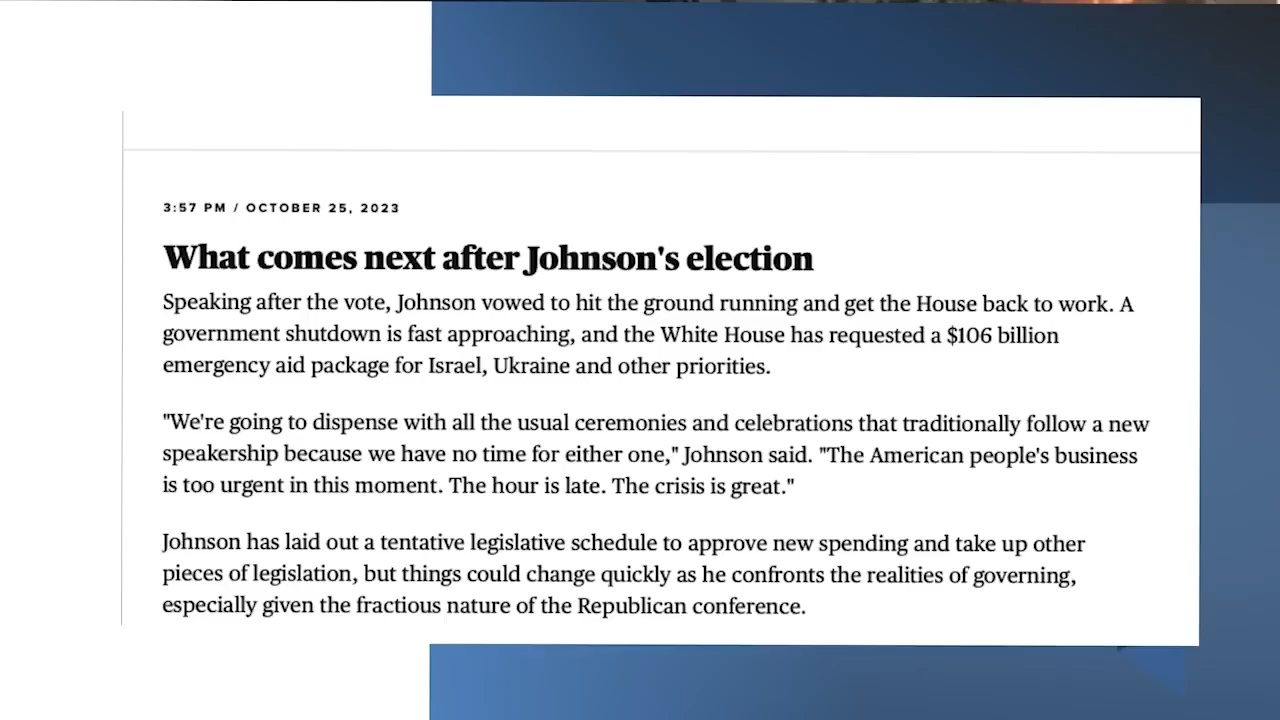 3:57 PM / OCTOBER 25, 2023
What comes next after Johnson's election
Speaking after the vote, Johnson vowed to hit the ground running and get the House back to work. A
government shutdown is fast approaching, and the White House has requested a $106 billion
emergency aid package for Israel, Ukraine and other priorities.
"We're going to dispense with all the usual ceremonies and celebrations that traditionally follow a new
speakership because we have no time for either one," Johnson said. "The American people's business
is too urgent in this moment. The hour is late. The crisis is great."
Johnson has laid out a tentative legislative schedule to approve new spending and take up other
pieces of legislation, but things could change quickly as he confronts the realities of governing,
especially given the fractious nature of the Republican conference.